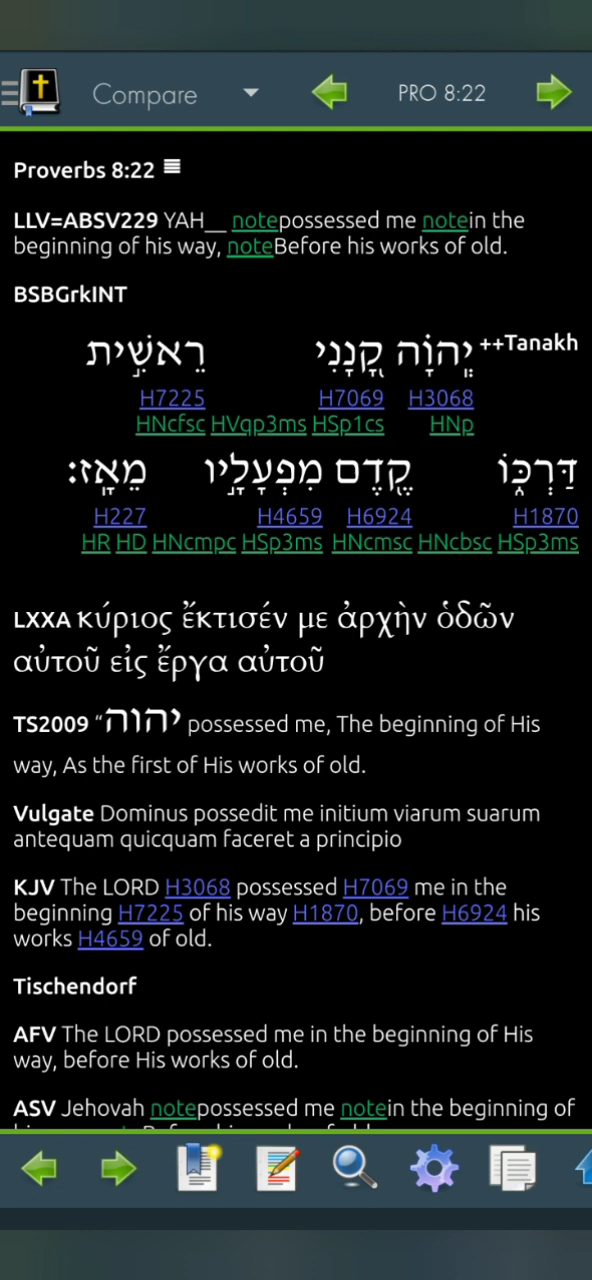 Compare PRO 8:22
Proverbs 8:22
LLV=ABSV229 YAH__ notepossessed me notein the
beginning of his way, noteBefore his works of old.
BSBGrkINT
++Tanakh יְהוָ֗ה קָ֭נָנִי רֵאשִׁ֣ית
H3068 H7069 H7225
HNp HVqp3ms HSp1cs HNcfsc
דַּרְכּ֑וֹ קֶ֖דֶם מִפְעָלָ֣יו מֵאָֽז׃
H1870 H6924 H4659 H227
HNcbsc HSp3ms HNcmsc HNcmpc HSp3ms HR HD
LXXA κύριος ἔκτισέν με ἀρχὴν ὁδῶν
αὐτοῦ εἰς ἔργα αὐτοῦ
TS2009 “יהוה possessed me, The beginning of His
way, As the first of His works of old.
Vulgate Dominus possedit me initium viarum suarum
antequam quicquam faceret a principio
KJV The LORD H3068 possessed H7069 me in the
beginning H7225 of his way H1870, before H6924 his
works H4659 of old.
Tischendorf
AFV The LORD possessed me in the beginning of His
way, before His works of old.
ASV Jehovah notepossessed me notein the beginning of